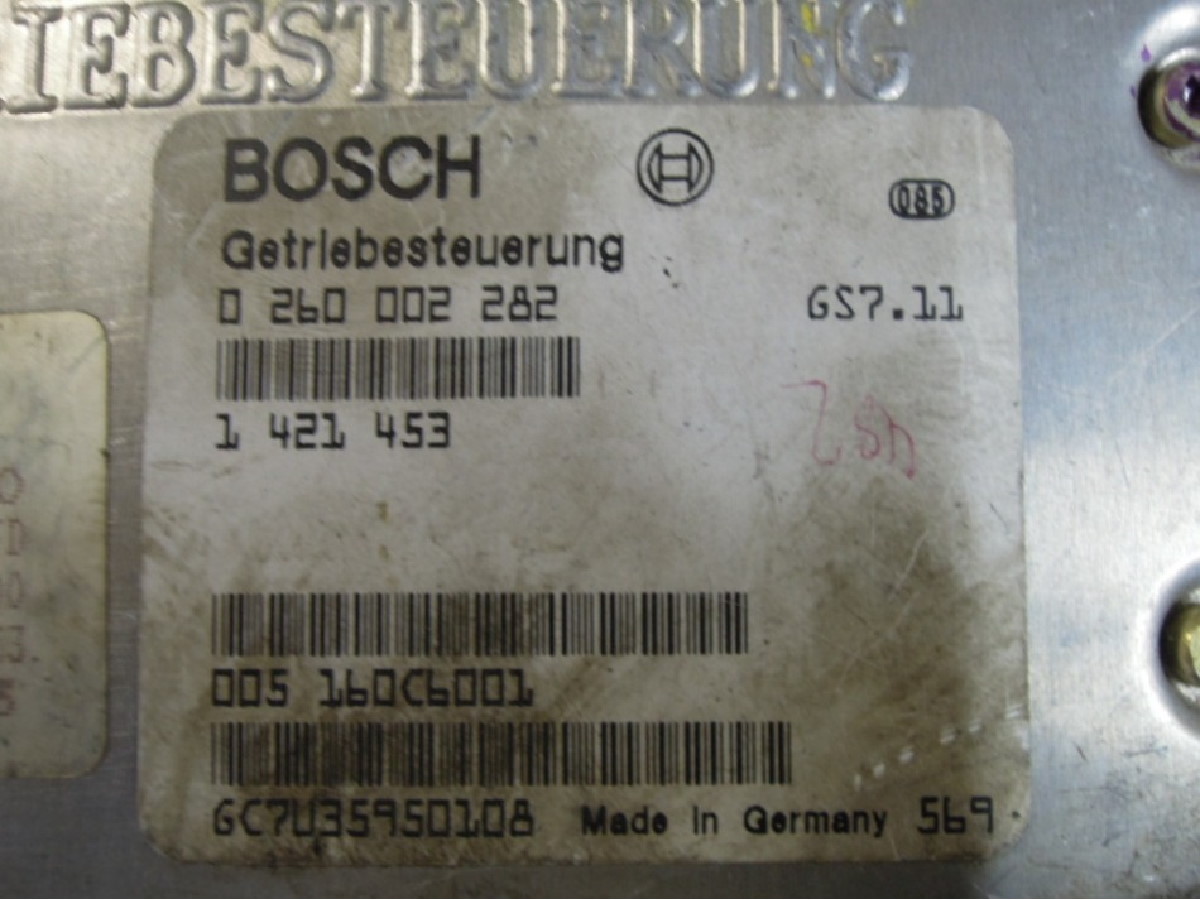 IEBESTEUERUNG
BOSCH
085
Getriebesteuerung
0 260 002 282 GS7.11
1 421 453
005 160C6001
GC7U35950108 Made in Germany 569